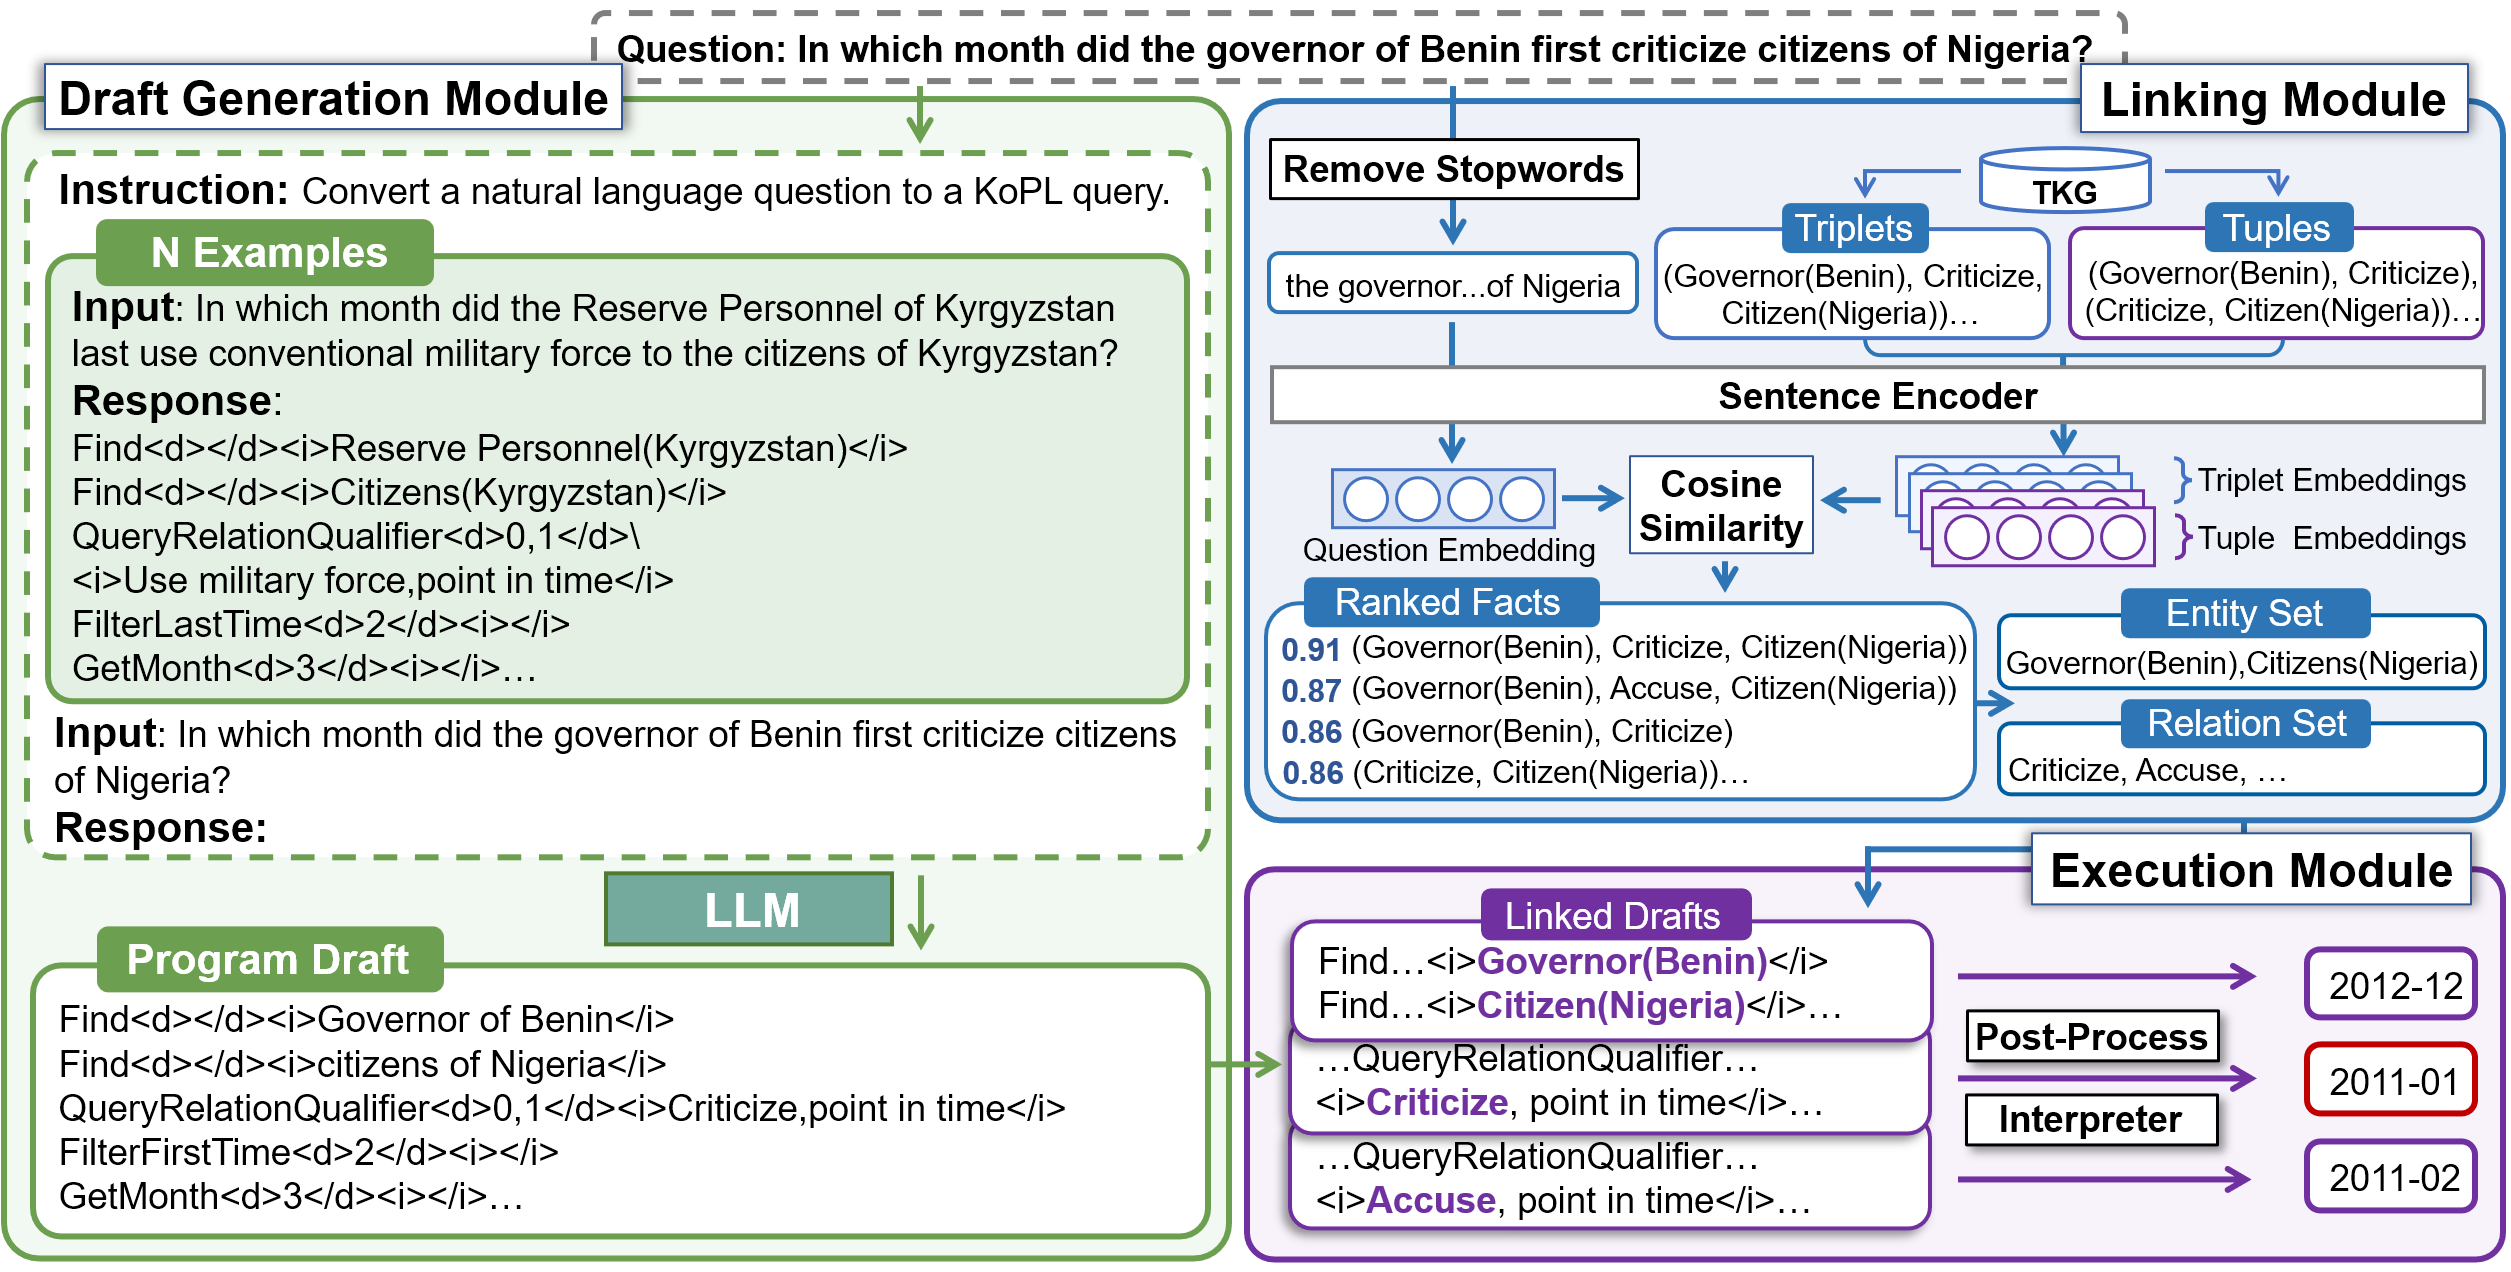 Question: In which month did the governor of Benin first criticize citizens of Nigeria?
Draft Generation Module
Instruction: Convert a natural language question to a KoPL query.
N Examples
Input: In which month did the Reserve Personnel of Kyrgyzstan
last use conventional military force to the citizens of Kyrgyzstan?
Response:
Find<d></d><i>Reserve Personnel(Kyrgyzstan)</i>
Find<d></d><i>Citizens(Kyrgyzstan)</i>
QueryRelationQualifier<d>0,1</d>\
<i>Use military force,point in time</i>
FilterLastTime<d>2</d><i></i>
GetMonth<d>3</d><i></i>…
Input: In which month did the governor of Benin first criticize citizens
of Nigeria?
Response:
LLM
Program Draft
Find<d></d><i>Governor of Benin</i>
Find<d></d><i>citizens of Nigeria</i>
QueryRelationQualifier<d>0,1</d><i>Criticize,point in time</i>
FilterFirstTime<d>2</d><i></i>
GetMonth<d>3</d><i></i>…
Linking Module
Remove Stopwords
the governor...of Nigeria
TKG
Triplets
(Governor(Benin), Criticize,
Citizen(Nigeria))…
Tuples
(Governor(Benin), Criticize),
(Criticize, Citizen(Nigeria))…
Sentence Encoder
Question Embedding
Cosine
Similarity
Triplet Embeddings
Tuple Embeddings
Ranked Facts
0.91 (Governor(Benin), Criticize, Citizen(Nigeria))
0.87 (Governor(Benin), Accuse, Citizen(Nigeria))
0.86 (Governor(Benin), Criticize)
0.86 (Criticize, Citizen(Nigeria))…
Entity Set
Governor(Benin),Citizens(Nigeria)
Relation Set
Criticize, Accuse, …
Execution Module
Linked Drafts
Find…<i>Governor(Benin)</i>
Find…<i>Citizen(Nigeria)</i>…
…QueryRelationQualifier…
<i>Criticize, point in time</i>…
…QueryRelationQualifier…
<i>Accuse, point in time</i>…
Post-Process
Interpreter
2012-12
2011-01
2011-02